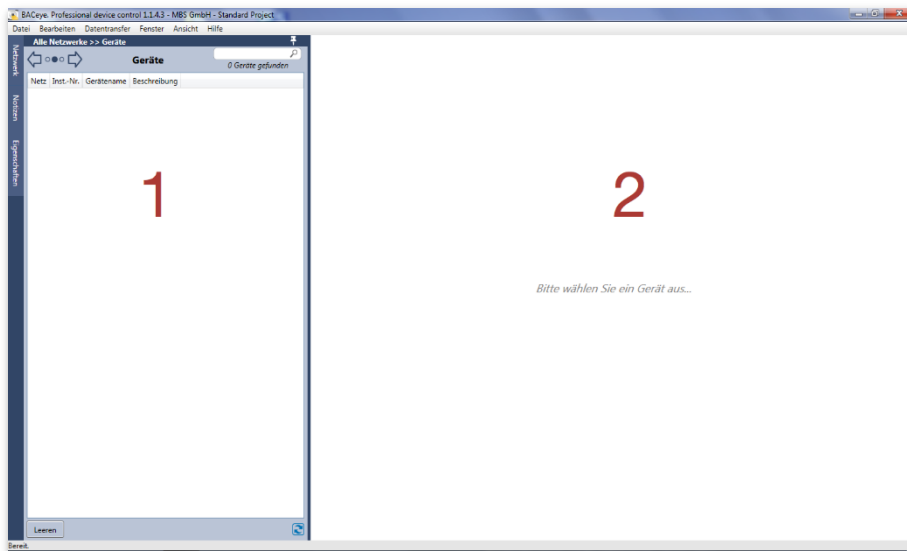 BACeye. Professional device control 1.1.4.3 - MBS GmbH - Standard Project
Datei Bearbeiten Datentransfer Fenster Ansicht Hilfe
Netzwerk
Notizen
Eigenschaften
Alle Netzwerke >> Geräte
Geräte
0 Geräte gefunden
Netz Inst.-Nr. Gerätename Beschreibung
1
2
Bitte wählen Sie ein Gerät aus...
Leeren
Bereit.